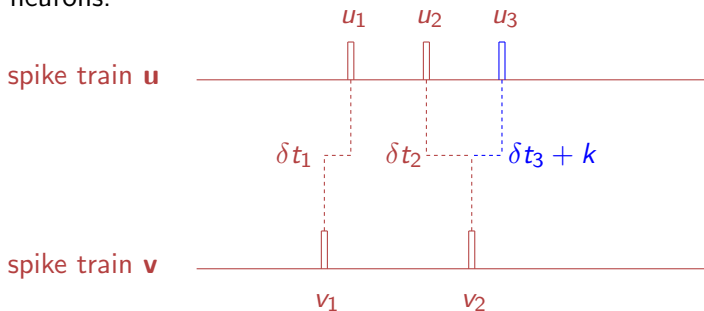 neurons.
u₁ u₂ u₃
spike train u
δt₁ δt₂ δt₃ + k
spike train v
v₁ v₂